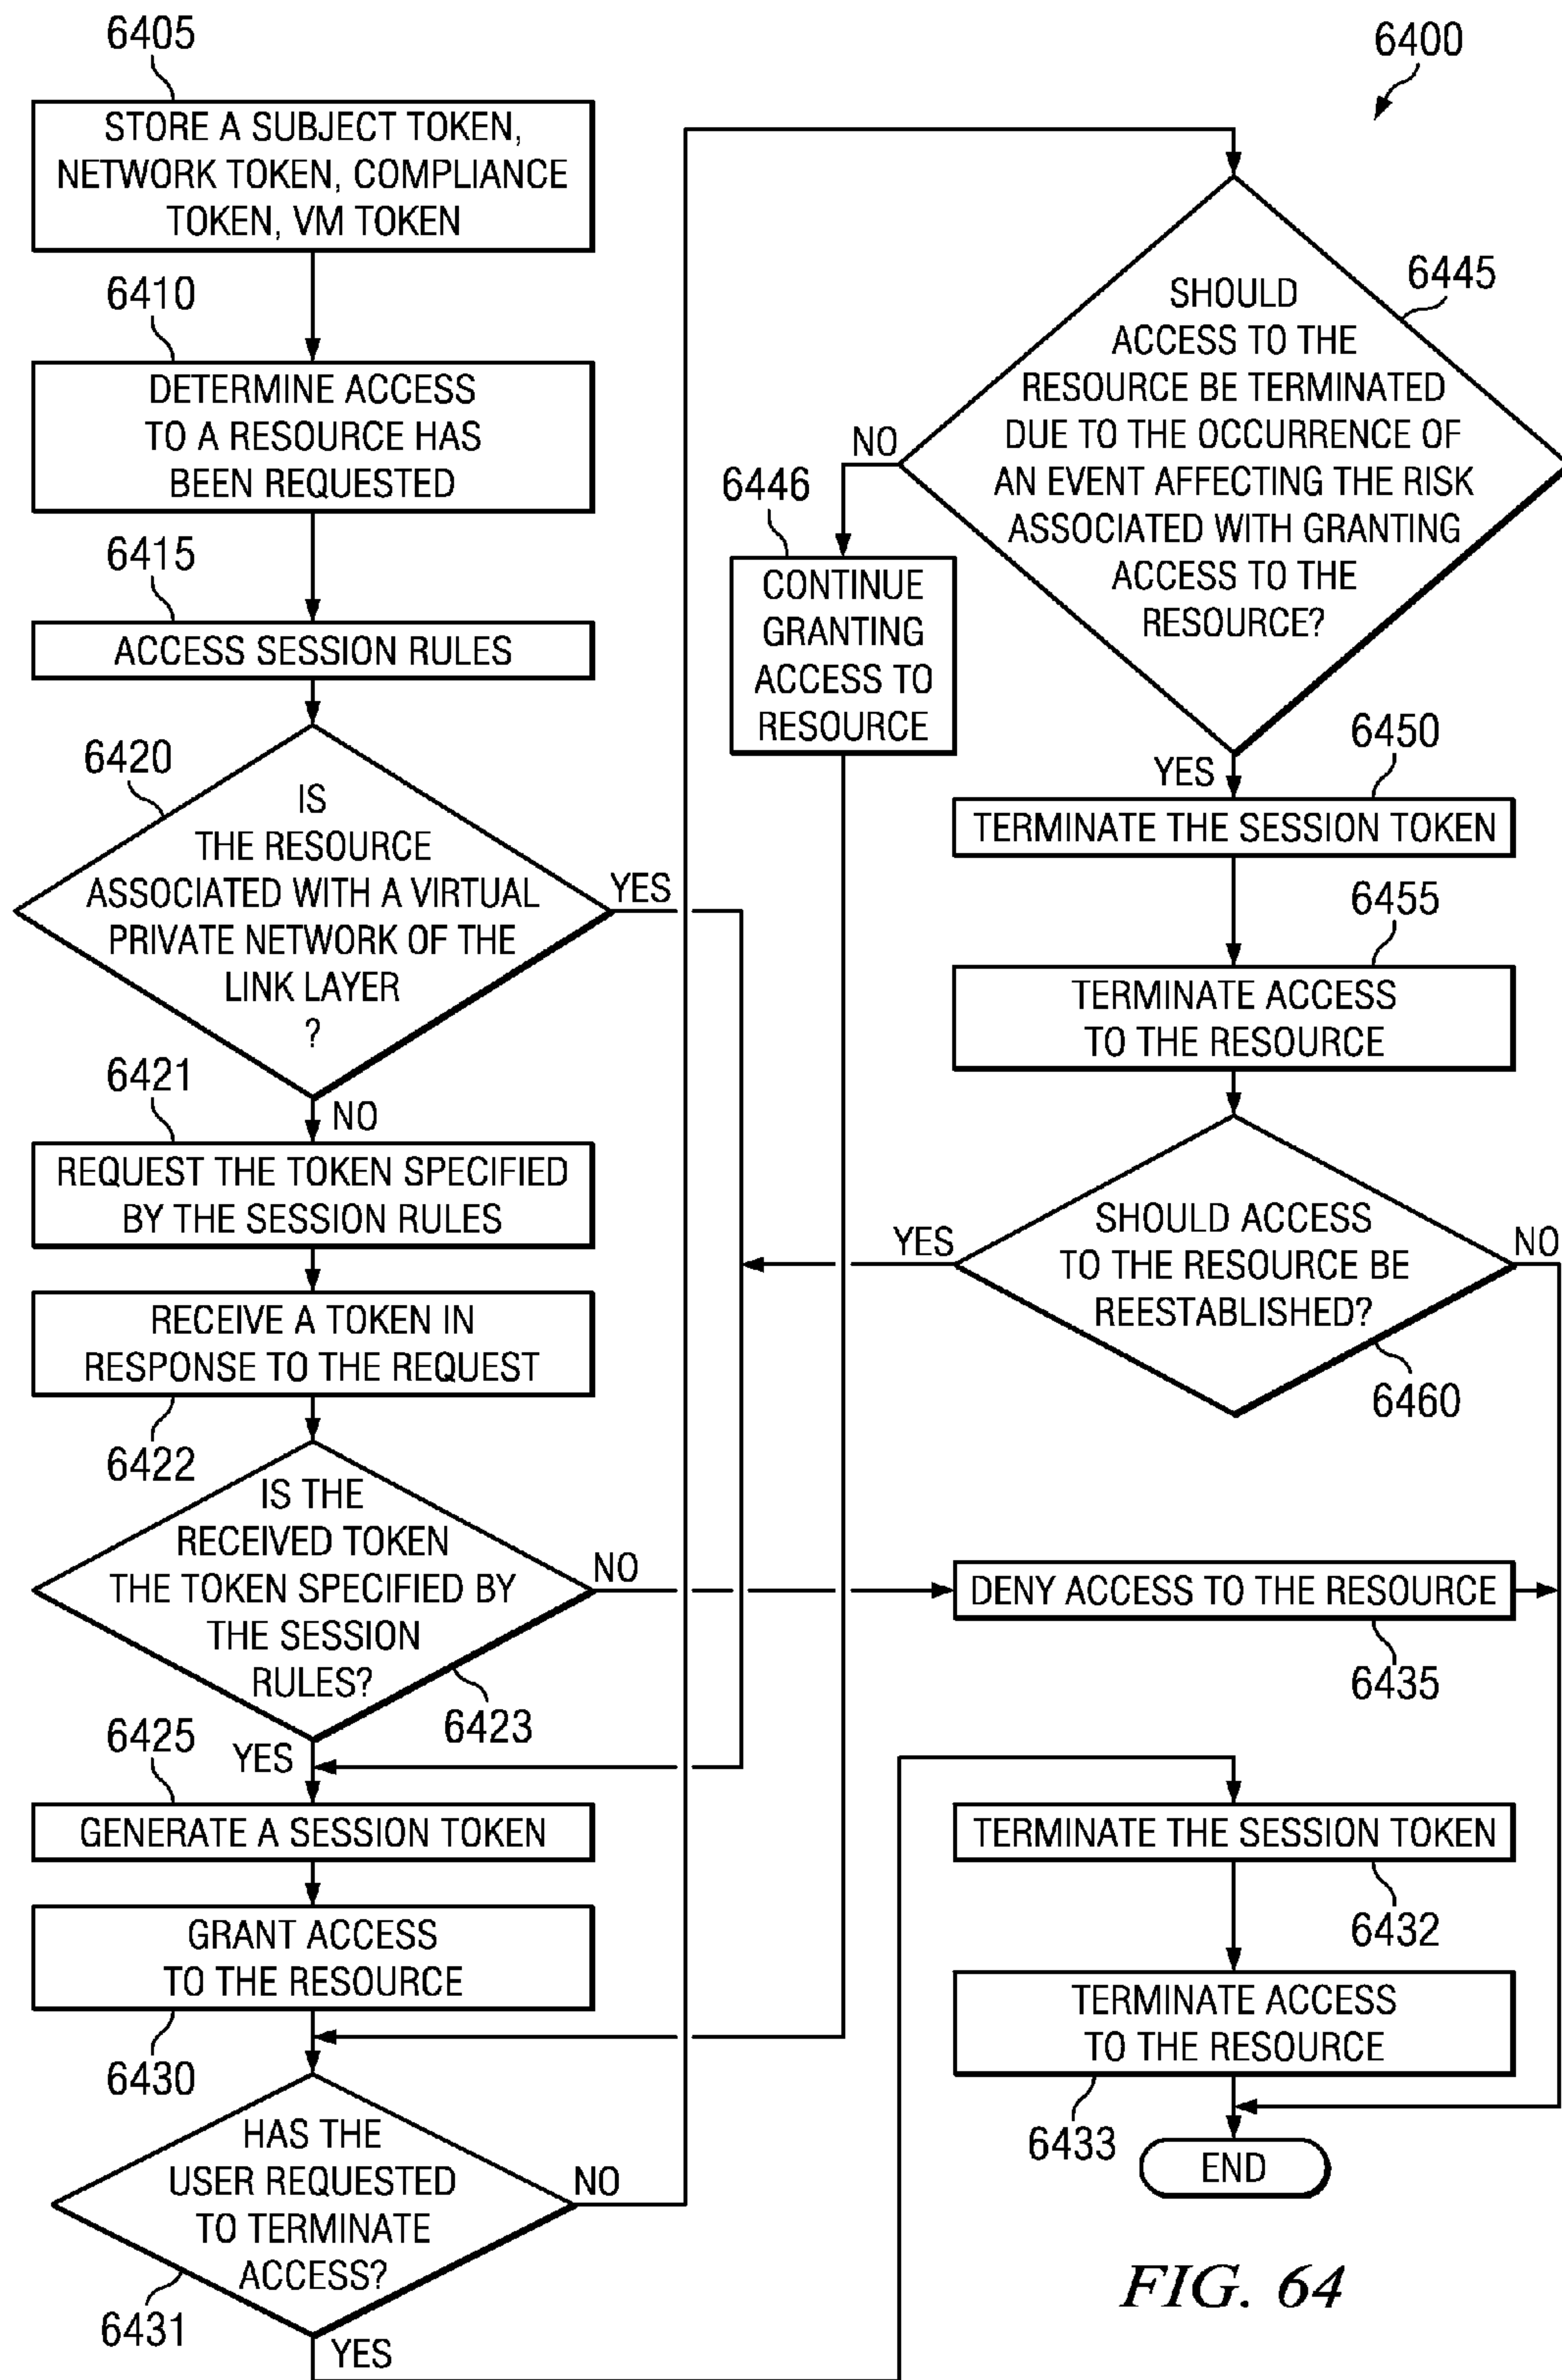 6405
STORE A SUBJECT TOKEN,
NETWORK TOKEN, COMPLIANCE
TOKEN, VM TOKEN
6410
DETERMINE ACCESS
TO A RESOURCE HAS
BEEN REQUESTED
6415
ACCESS SESSION RULES
6420
IS
THE RESOURCE
ASSOCIATED WITH A VIRTUAL
PRIVATE NETWORK OF THE
LINK LAYER
?
YES
NO
6421
REQUEST THE TOKEN SPECIFIED
BY THE SESSION RULES
RECEIVE A TOKEN IN
RESPONSE TO THE REQUEST
6422
IS THE
RECEIVED TOKEN
THE TOKEN SPECIFIED BY
THE SESSION
RULES?
NO
6423
YES
6425
GENERATE A SESSION TOKEN
GRANT ACCESS
TO THE RESOURCE
6430
HAS THE
USER REQUESTED
TO TERMINATE
ACCESS?
NO
6431
YES
6400
6445
SHOULD
ACCESS TO THE
RESOURCE BE TERMINATED
DUE TO THE OCCURRENCE OF
AN EVENT AFFECTING THE RISK
ASSOCIATED WITH GRANTING
ACCESS TO THE
RESOURCE?
NO
6446
CONTINUE
GRANTING
ACCESS TO
RESOURCE
YES
6450
TERMINATE THE SESSION TOKEN
6455
TERMINATE ACCESS
TO THE RESOURCE
SHOULD ACCESS
TO THE RESOURCE BE
REESTABLISHED?
YES
NO
6460
DENY ACCESS TO THE RESOURCE
6435
TERMINATE THE SESSION TOKEN
6432
TERMINATE ACCESS
TO THE RESOURCE
6433
END
FIG. 64